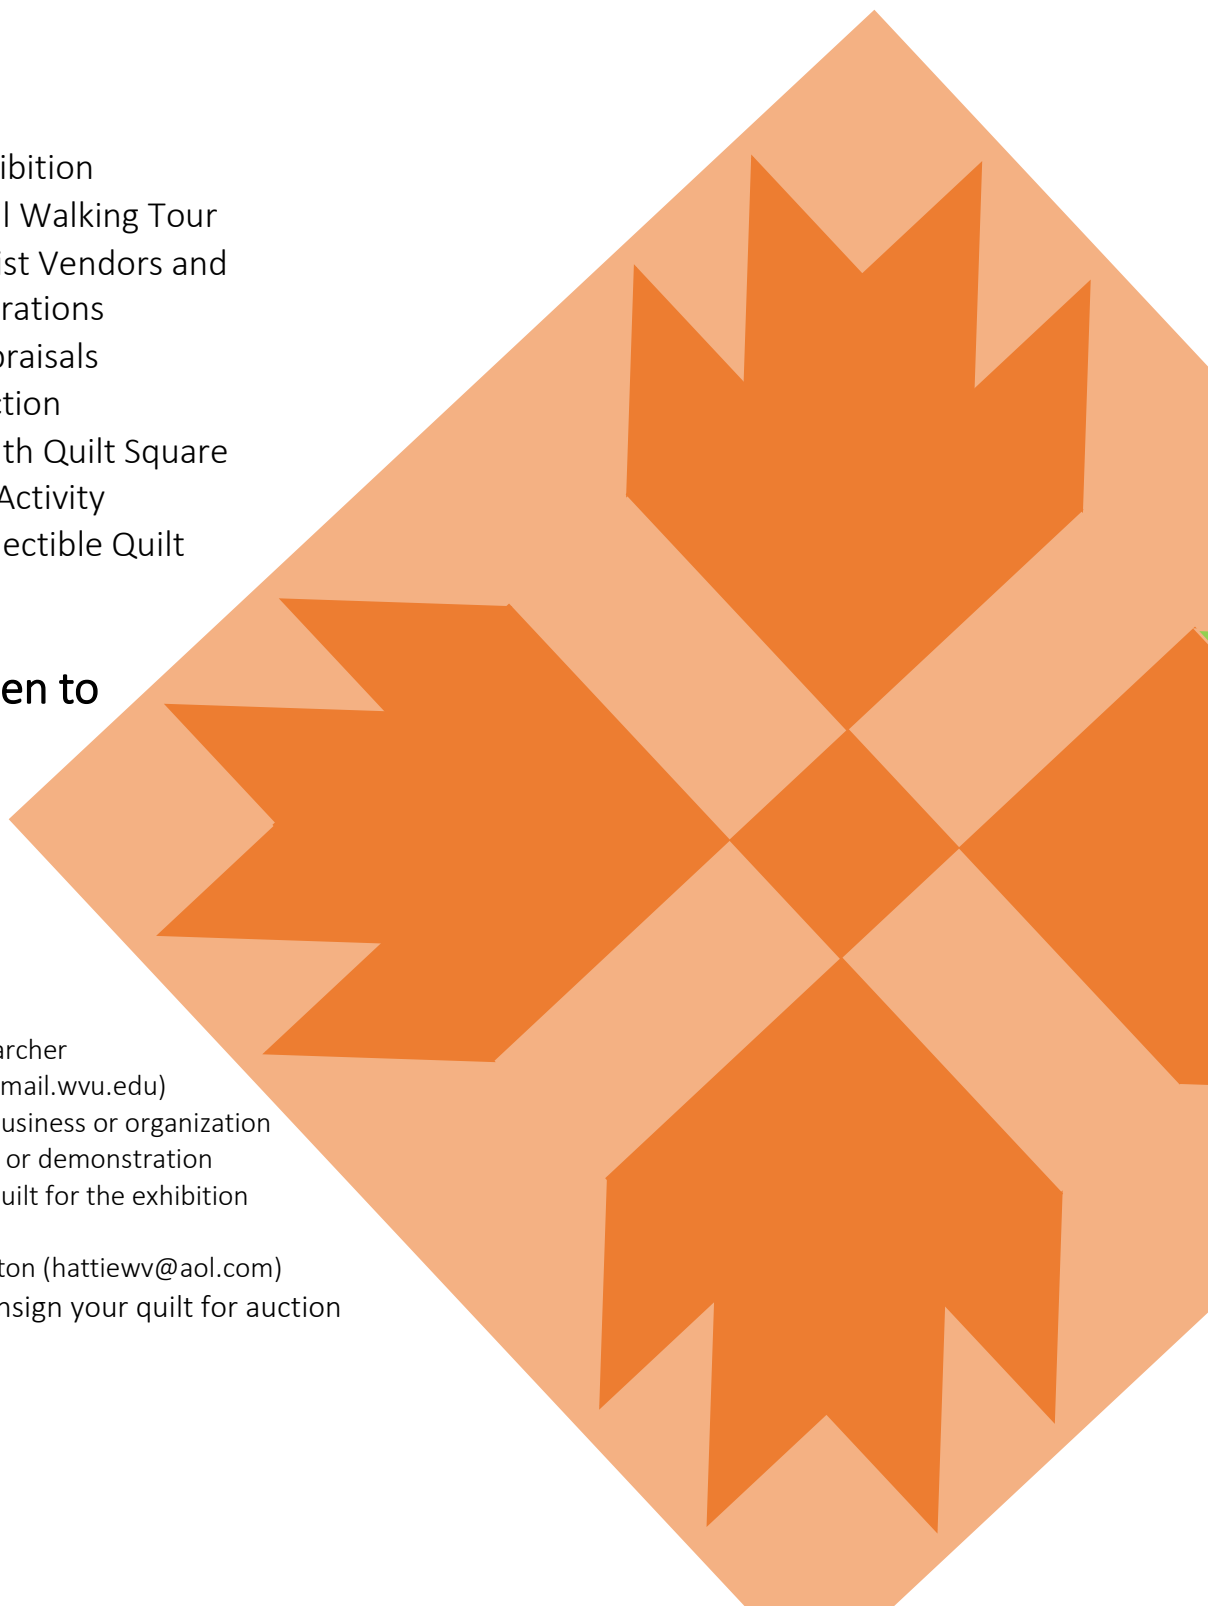 ibition
l Walking Tour
ist Vendors and
rations
praisals
ction
th Quilt Square
Activity
lectible Quilt
en to
archer
mail.wvu.edu)
usiness or organization
or demonstration
uilt for the exhibition
ton (hattiewv@aol.com)
nsign your quilt for auction